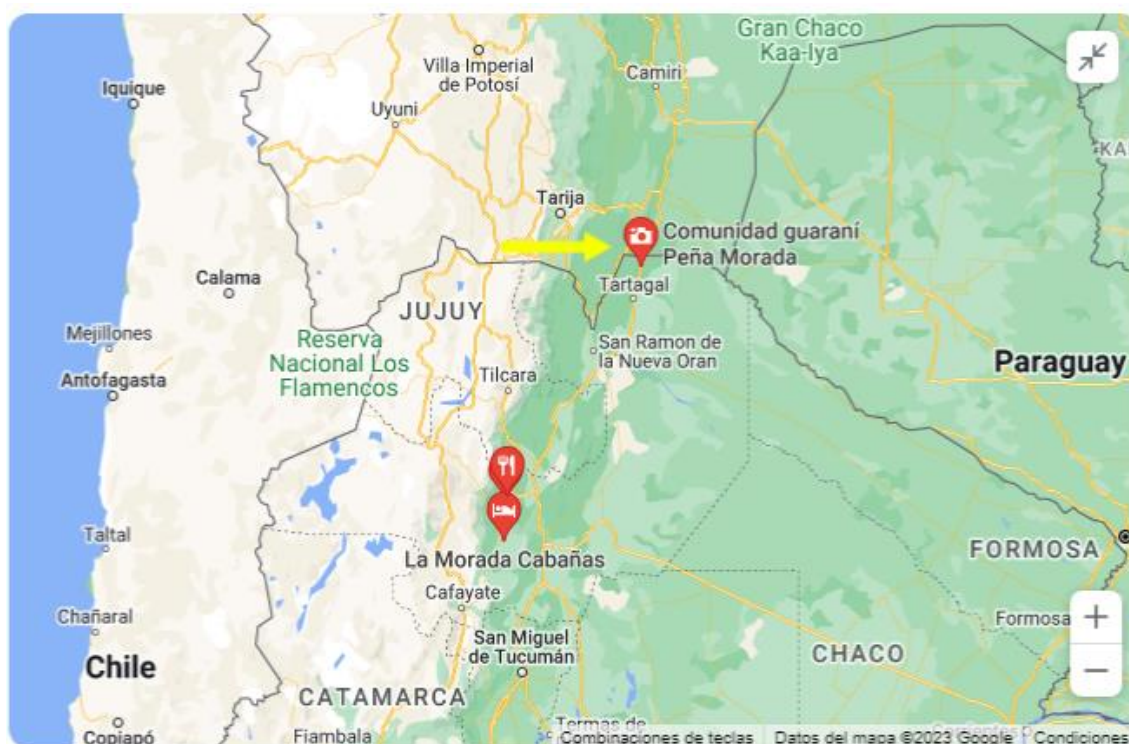 Gran Chaco
Kaa-Iya
Villa Imperial
de Potosí
Camiri
Iquique
Uyuni
KA
Tarija
Comunidad guaraní
Peña Morada
Calama
Tartagal
JUJUY
Mejillones
Reserva
Nacional Los
Flamencos
San Ramon de
la Nueva Oran
Paraguay
Antofagasta
Tilcara
Taltal
La Morada Cabañas
FORMOSA
Cafayate
Chañaral
Formosa
San Miguel
de Tucumán
CHACO
Chile
CATAMARCA
Copiapó
Fiambala
Termas de
Combinaciones de teclas
Datos del mapa ©2023 Google
Condiciones